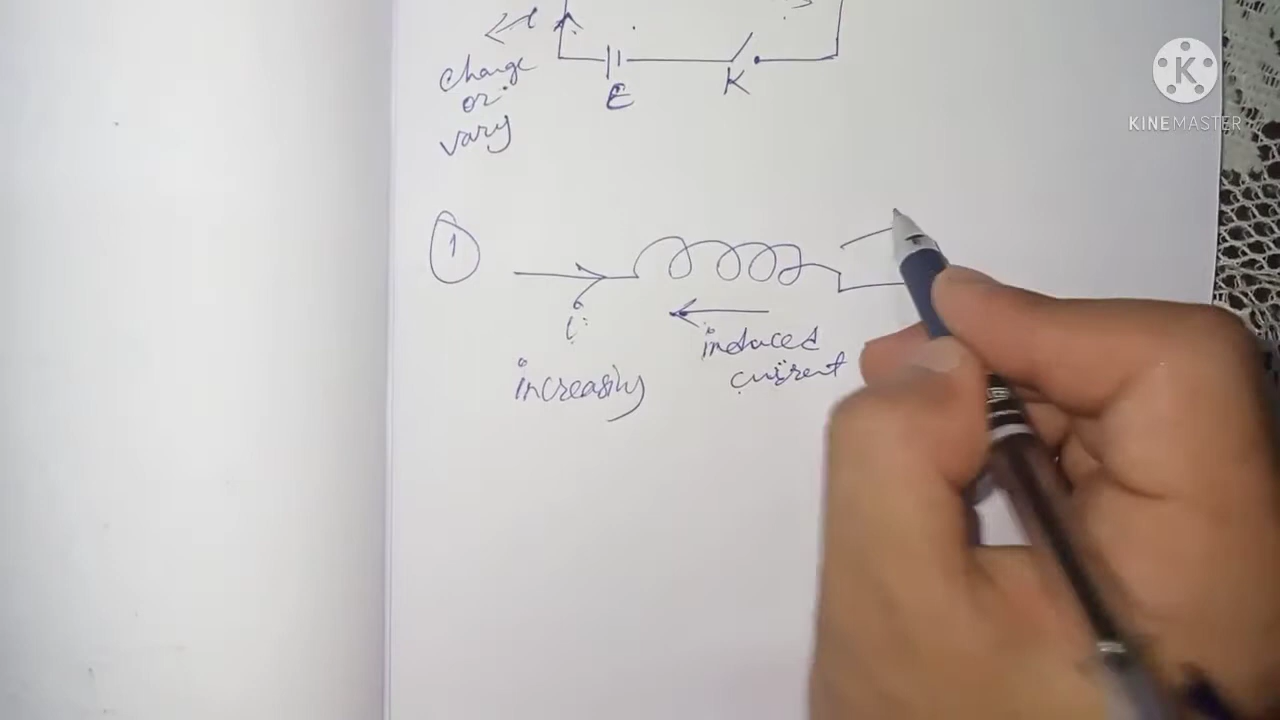 i
change
or
vary
E
K
K
KINEMASTER
1
i
increasing
induced
current